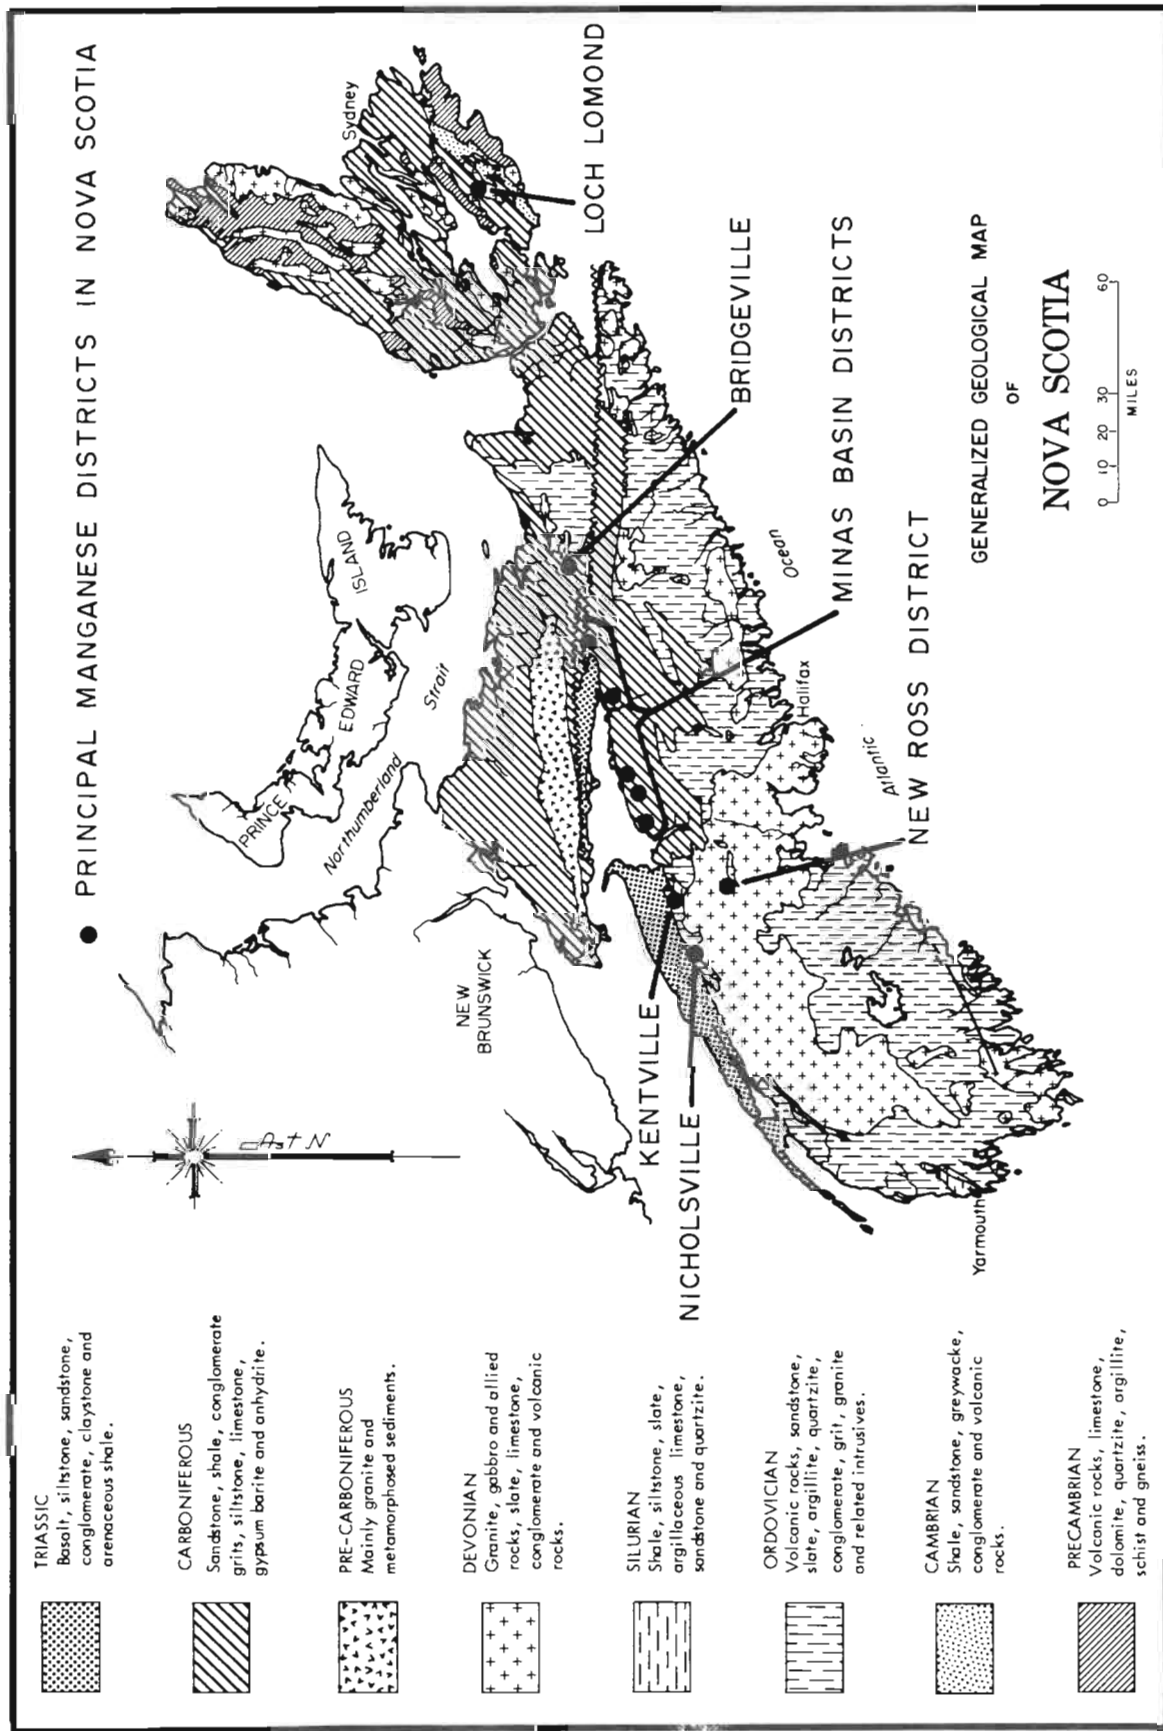 ● PRINCIPAL MANGANESE DISTRICTS IN NOVA SCOTIA
Sydney
LOCH LOMOND
PRINCE
EDWARD
ISLAND
Northumberland
Strait
NEW
BRUNSWICK
BRIDGEVILLE
MINAS BASIN DISTRICTS
NEW ROSS DISTRICT
KENTVILLE
NICHOLSVILLE
Halifax
Atlantic
Ocean
Yarmouth
GENERALIZED GEOLOGICAL MAP
OF
NOVA SCOTIA
0 10 20 30 60
MILES
TRIASSIC
Basalt, siltstone, sandstone,
conglomerate, claystone and
arenaceous shale.
CARBONIFEROUS
Sandstone, shale, conglomerate
grits, siltstone, limestone,
gypsum barite and anhydrite.
PRE-CARBONIFEROUS
Mainly granite and
metamorphosed sediments.
DEVONIAN
Granite, gabbro and allied
rocks, slate, limestone,
conglomerate and volcanic
rocks.
SILURIAN
Shale, siltstone, slate,
argillaceous limestone,
sandstone and quartzite.
ORDOVICIAN
Volcanic rocks, sandstone,
slate, argillite, quartzite,
conglomerate, grit, granite
and related intrusives.
CAMBRIAN
Shale, sandstone, greywacke,
conglomerate and volcanic
rocks.
PRECAMBRIAN
Volcanic rocks, limestone,
dolomite, quartzite, argillite,
schist and gneiss.